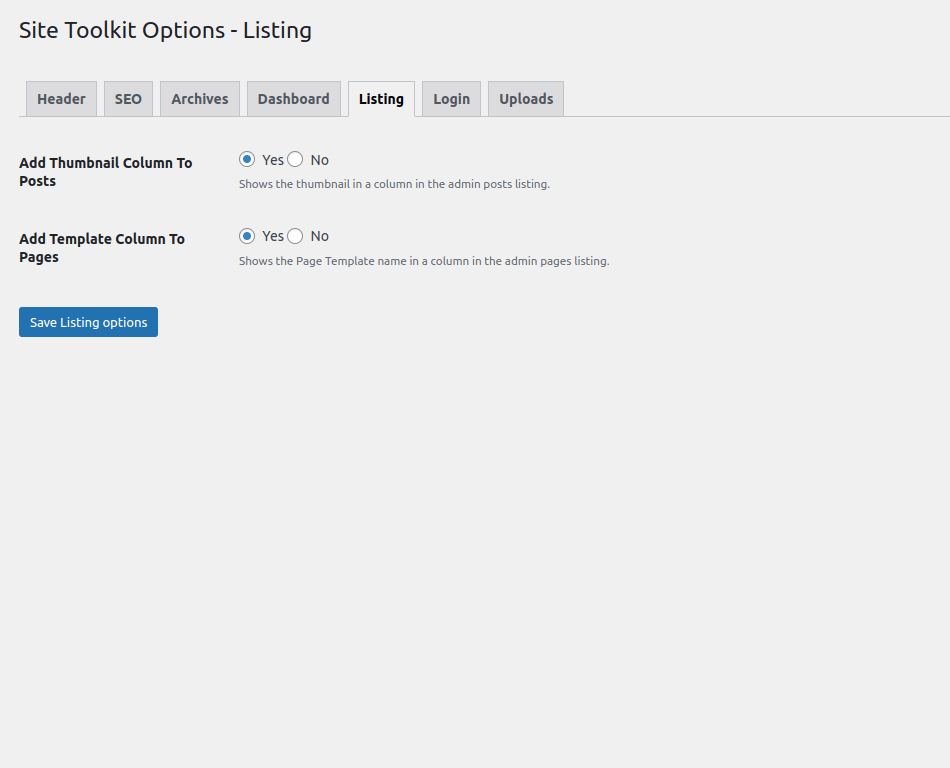 Site Toolkit Options - Listing
Header SEO Archives Dashboard Listing Login Uploads
Add Thumbnail Column To
Posts
Yes No
Shows the thumbnail in a column in the admin posts listing.
Add Template Column To
Pages
Yes No
Shows the Page Template name in a column in the admin pages listing.
Save Listing options